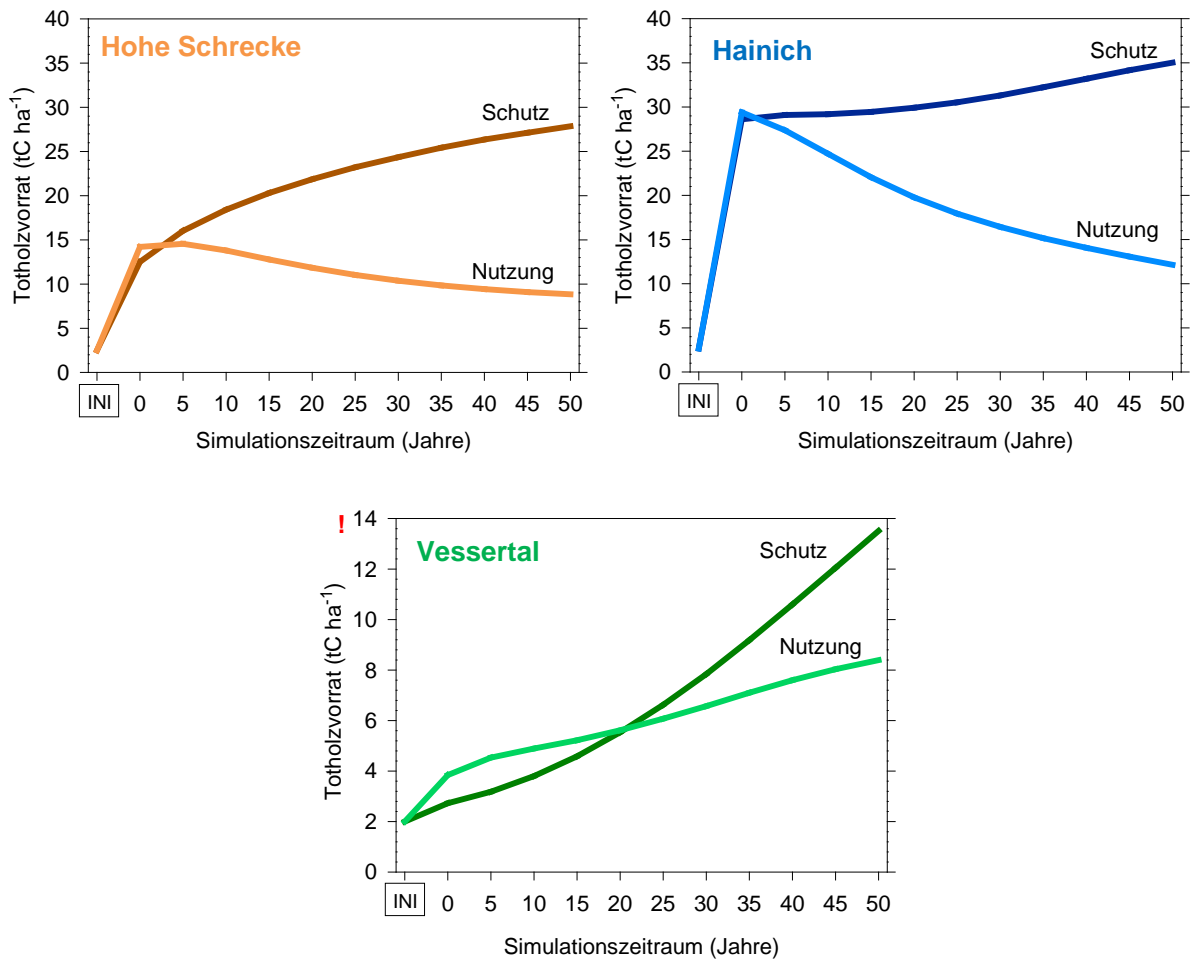 Hohe Schrecke
Totholzvorrat (tC ha⁻¹)
40
35
30
25
20
15
10
5
0
Schutz
Nutzung
INI 0 5 10 15 20 25 30 35 40 45 50
Simulationszeitraum (Jahre)
Hainich
Totholzvorrat (tC ha⁻¹)
40
35
30
25
20
15
10
5
0
Schutz
Nutzung
INI 0 5 10 15 20 25 30 35 40 45 50
Simulationszeitraum (Jahre)
! 14
Vessertal
Totholzvorrat (tC ha⁻¹)
12
10
8
6
4
2
0
Schutz
Nutzung
INI 0 5 10 15 20 25 30 35 40 45 50
Simulationszeitraum (Jahre)